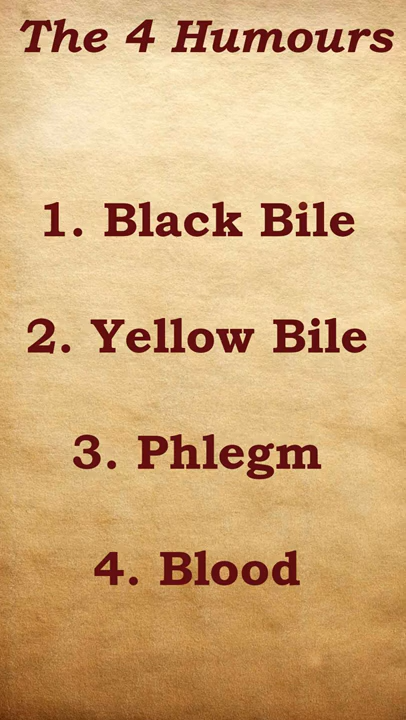 The 4 Humours
1. Black Bile
2. Yellow Bile
3. Phlegm
4. Blood